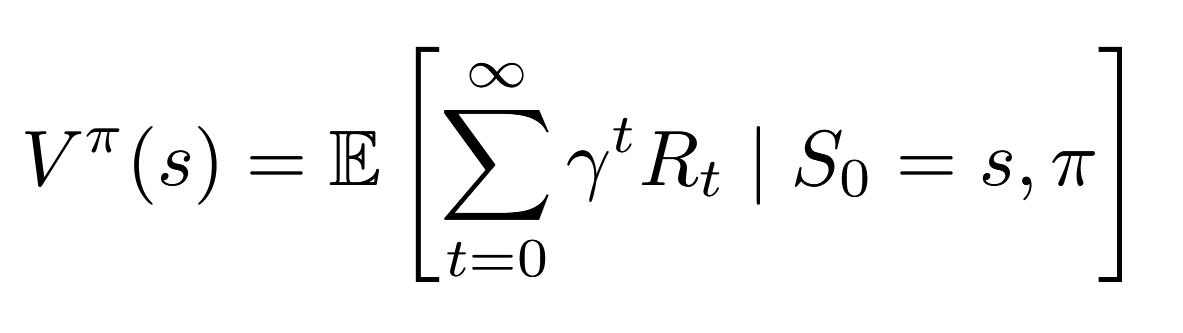 V^π(s) = 𝔼[∑_{t=0}^{∞} γ^t R_t | S_0 = s, π]